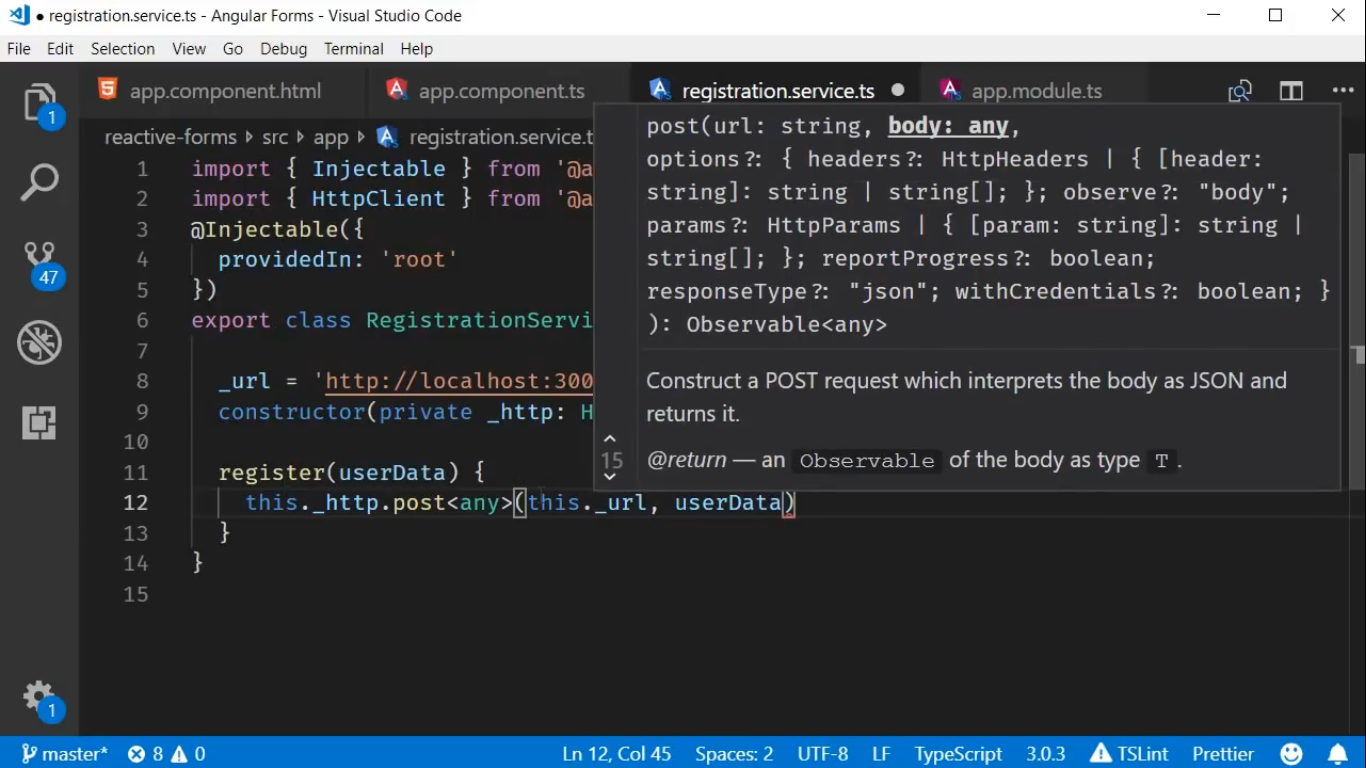 registration.service.ts - Angular Forms - Visual Studio Code
File Edit Selection View Go Debug Terminal Help
app.component.html app.component.ts registration.service.ts app.module.ts
reactive-forms > src > app > registration.service.t
1 import { Injectable } from '@a
2 import { HttpClient } from '@a
3 @Injectable({
4 providedIn: 'root'
5 })
6 export class RegistrationServi
7
8 _url = 'http://localhost:300
9 constructor(private _http: H
10
11 register(userData) {
12 this._http.post<any>(this._url, userData)
13 }
14 }
15
post(url: string, body: any,
options?: { headers?: HttpHeaders | { [header:
string]: string | string[]; }; observe?: "body";
params?: HttpParams | { [param: string]: string |
string[]; }; reportProgress?: boolean;
responseType?: "json"; withCredentials?: boolean; }
): Observable<any>
Construct a POST request which interprets the body as JSON and
returns it.
15 @return — an Observable of the body as type T.
1
47
1
master* 8 0 Ln 12, Col 45 Spaces: 2 UTF-8 LF TypeScript 3.0.3 TSLint Prettier